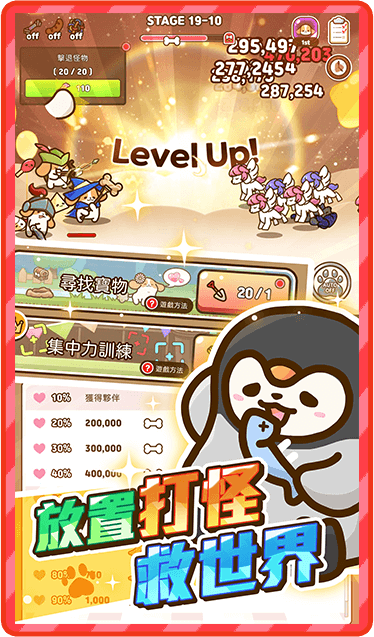 STAGE 19-10
off off off
擊退怪物
( 20 / 20 )
110
1st
295,497
277,2454
287,254
Level Up!
尋找寶物
遊戲方法
20/1
AUTO
OFF
集中力訓練
遊戲方法
10% 獲得夥伴
20% 200,000
30% 300,000
40% 400,000
放置打怪
救世界
90% 1,000